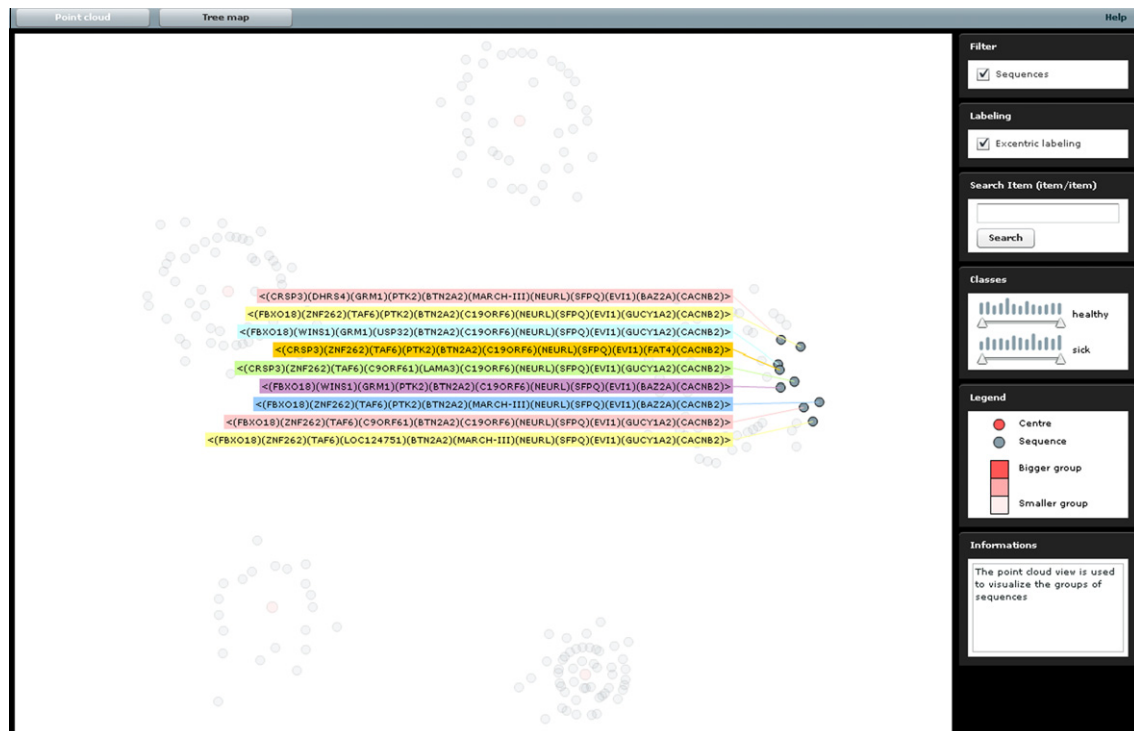 Point cloud
Tree map
Help
Filter
Sequences
Labeling
Excentric labeling
Search Item (item/item)
Search
Classes
healthy
sick
Legend
Centre
Sequence
Bigger group
Smaller group
Informations
The point cloud view is used
to visualize the groups of
sequences
<(CRSP3)(DHRS4)(GRM1)(PTK2)(BTN2A2)(MARCH-III)(NEURL)(SFPQ)(EVI1)(BAZ2A)(CACNB2)>
<(FBXO18)(ZNF262)(TAF6)(PTK2)(BTN2A2)(C19ORF6)(NEURL)(SFPQ)(EVI1)(GUCY1A2)(CACNB2)>
<(FBXO18)(WINS1)(GRM1)(USP32)(BTN2A2)(C19ORF6)(NEURL)(SFPQ)(EVI1)(GUCY1A2)(CACNB2)>
<(CRSP3)(ZNF262)(TAF6)(PTK2)(BTN2A2)(C19ORF6)(NEURL)(SFPQ)(EVI1)(FAT4)(CACNB2)>
<(CRSP3)(ZNF262)(TAF6)(C9ORF61)(LAMA3)(C19ORF6)(NEURL)(SFPQ)(EVI1)(GUCY1A2)(CACNB2)>
<(FBXO18)(WINS1)(GRM1)(PTK2)(BTN2A2)(C19ORF6)(NEURL)(SFPQ)(EVI1)(BAZ2A)(CACNB2)>
<(FBXO18)(ZNF262)(TAF6)(PTK2)(BTN2A2)(MARCH-III)(NEURL)(SFPQ)(EVI1)(BAZ2A)(CACNB2)>
<(FBXO18)(ZNF262)(TAF6)(C9ORF61)(BTN2A2)(C19ORF6)(NEURL)(SFPQ)(EVI1)(GUCY1A2)(CACNB2)>
<(FBXO18)(ZNF262)(TAF6)(LOC124751)(BTN2A2)(MARCH-III)(NEURL)(SFPQ)(EVI1)(GUCY1A2)(CACNB2)>